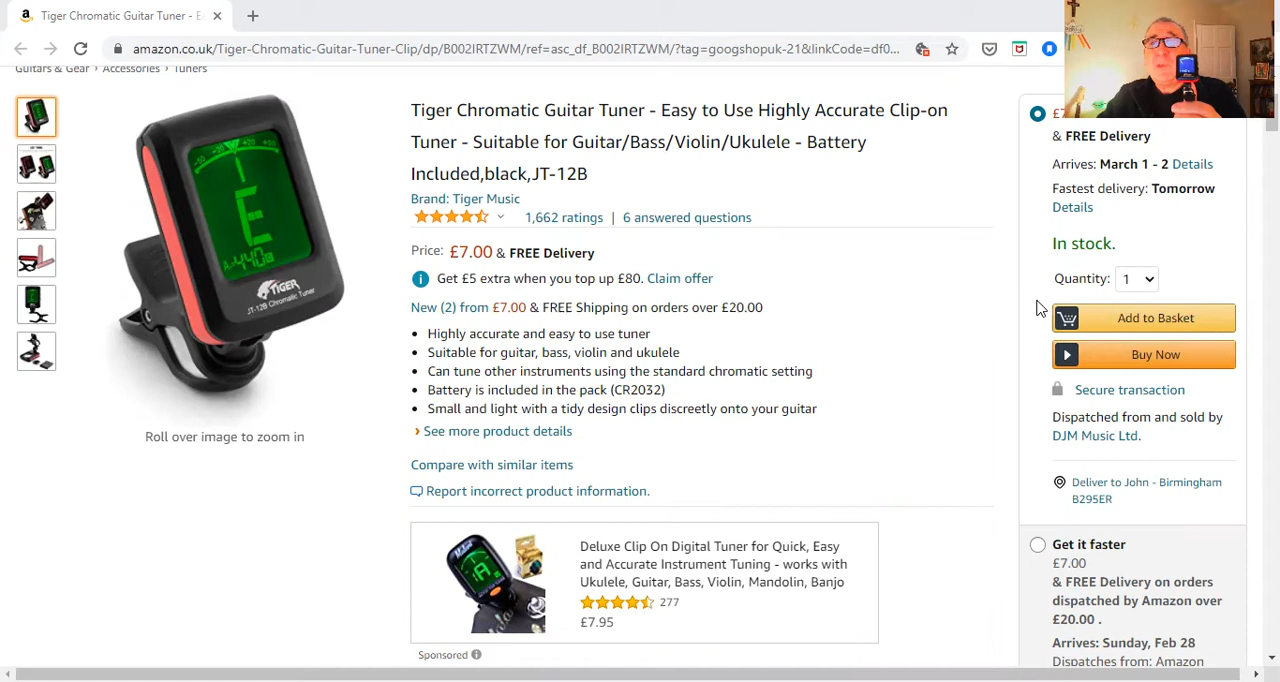 Tiger Chromatic Guitar Tuner - E
amazon.co.uk/Tiger-Chromatic-Guitar-Tuner-Clip/dp/B002IRTZWM/ref=asc_df_B002IRTZWM/?tag=googshopuk-21&linkCode=df0...
Guitars & Gear › Accessories › Tuners
Tiger Chromatic Guitar Tuner - Easy to Use Highly Accurate Clip-on
Tuner - Suitable for Guitar/Bass/Violin/Ukulele - Battery
Included,black,JT-12B
Brand: Tiger Music
1,662 ratings | 6 answered questions
Price: £7.00 & FREE Delivery
Get £5 extra when you top up £80. Claim offer
New (2) from £7.00 & FREE Shipping on orders over £20.00
Highly accurate and easy to use tuner
Suitable for guitar, bass, violin and ukulele
Can tune other instruments using the standard chromatic setting
Battery is included in the pack (CR2032)
Small and light with a tidy design clips discreetly onto your guitar
› See more product details
Compare with similar items
Report incorrect product information.
-50 -20 +20 +50
E
TIGER
JT-12B Chromatic Tuner
Roll over image to zoom in
A
Deluxe Clip On Digital Tuner for Quick, Easy
and Accurate Instrument Tuning - works with
Ukulele, Guitar, Bass, Violin, Mandolin, Banjo
277
£7.95
Sponsored
& FREE Delivery
Arrives: March 1 - 2 Details
Fastest delivery: Tomorrow
Details
In stock.
Quantity: 1
Add to Basket
Buy Now
Secure transaction
Dispatched from and sold by
DJM Music Ltd.
Deliver to John - Birmingham
B295ER
Get it faster
£7.00
& FREE Delivery on orders
dispatched by Amazon over
£20.00 .
Arrives: Sunday, Feb 28
Dispatches from: Amazon